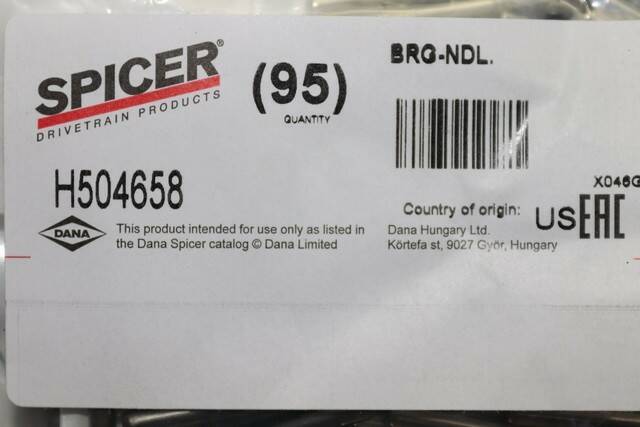 SPICER®
DRIVETRAIN PRODUCTS
(95)
QUANTITY
BRG-NDL.
H504658
X046G
Country of origin: US
EAC
DANA
This product intended for use only as listed in
the Dana Spicer catalog © Dana Limited
Dana Hungary Ltd.
Körtefa st, 9027 Györ, Hungary